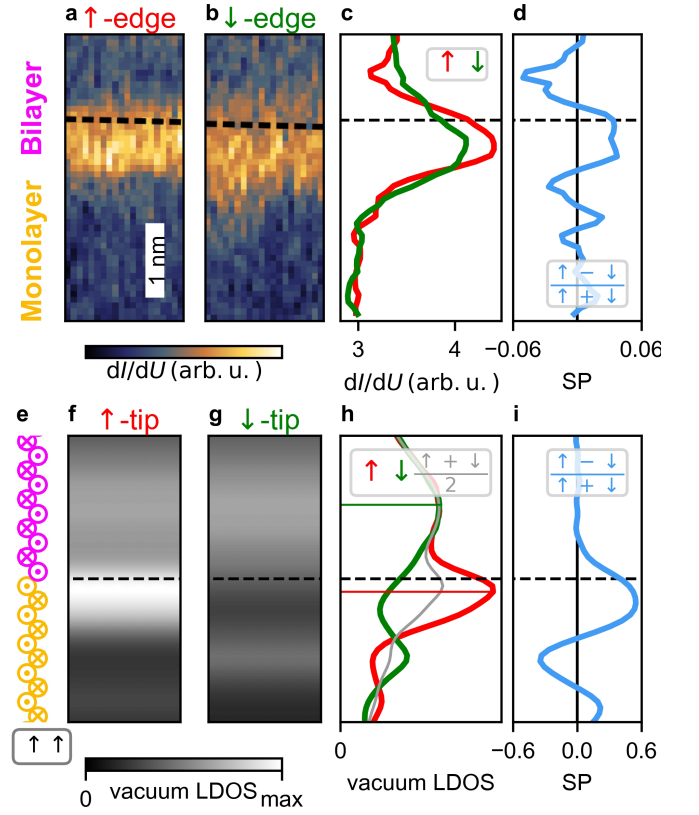 a ↑-edge
b ↓-edge
c
d
Bilayer
Monolayer
1 nm
↑ ↓
↑ − ↓
↑ + ↓
3
4
−0.06
0.06
dI/dU (arb. u.)
dI/dU (arb. u.)
SP
e
f ↑-tip
g ↓-tip
h
i
↑ ↓ ↑ + ↓
2
↑ − ↓
↑ + ↓
↑ ↑
0
−0.6
0.0
0.6
0
vacuum LDOS
max
vacuum LDOS
SP